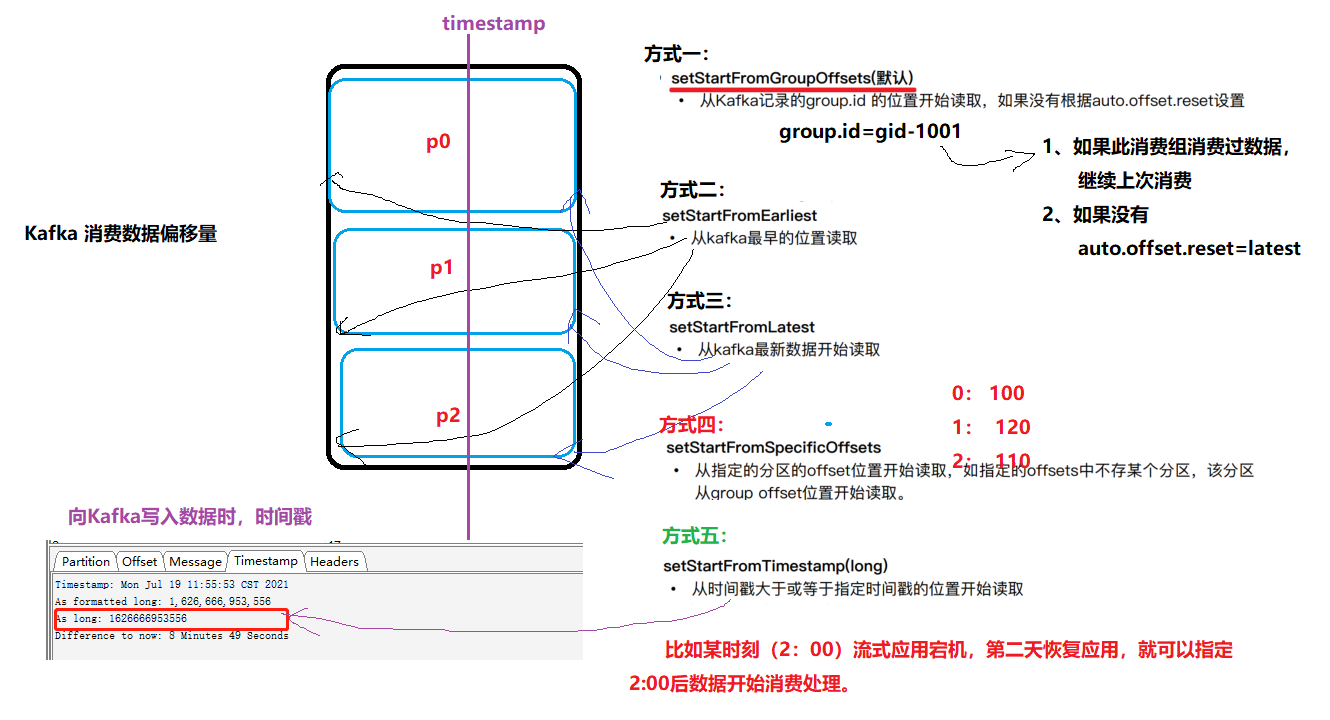 timestamp
方式一：
setStartFromGroupOffsets(默认)
• 从Kafka记录的group.id 的位置开始读取，如果没有根据auto.offset.reset设置
group.id=gid-1001
1、如果此消费组消费过数据，
继续上次消费
2、如果没有
auto.offset.reset=latest
p0
p1
p2
Kafka 消费数据偏移量
方式二：
setStartFromEarliest
• 从kafka最早的位置读取
方式三：
setStartFromLatest
• 从kafka最新数据开始读取
0： 100
1： 120
2： 110
方式四：
setStartFromSpecificOffsets
• 从指定的分区的offset位置开始读取，如指定的offsets中不存某个分区，该分区
从group offset位置开始读取。
方式五：
setStartFromTimestamp(long)
• 从时间戳大于或等于指定时间戳的位置开始读取
比如某时刻（2：00）流式应用宕机，第二天恢复应用，就可以指定
2:00后数据开始消费处理。
向Kafka写入数据时，时间戳
Partition Offset Message Timestamp Headers
Timestamp: Mon Jul 19 11:55:53 CST 2021
As formatted long: 1,626,666,953,556
As long: 1626666953556
Difference to now: 8 Minutes 49 Seconds